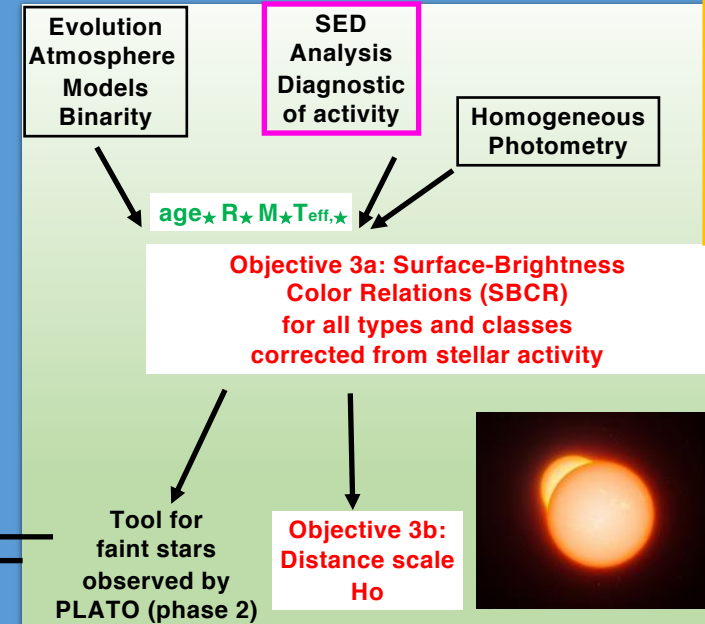 Evolution
Atmosphere
Models
Binarity
SED
Analysis
Diagnostic
of activity
Homogeneous
Photometry
age★ R★ M★Teff,★
Objective 3a: Surface-Brightness
Color Relations (SBCR)
for all types and classes
corrected from stellar activity
Tool for
faint stars
observed by
PLATO (phase 2)
Objective 3b:
Distance scale
Ho